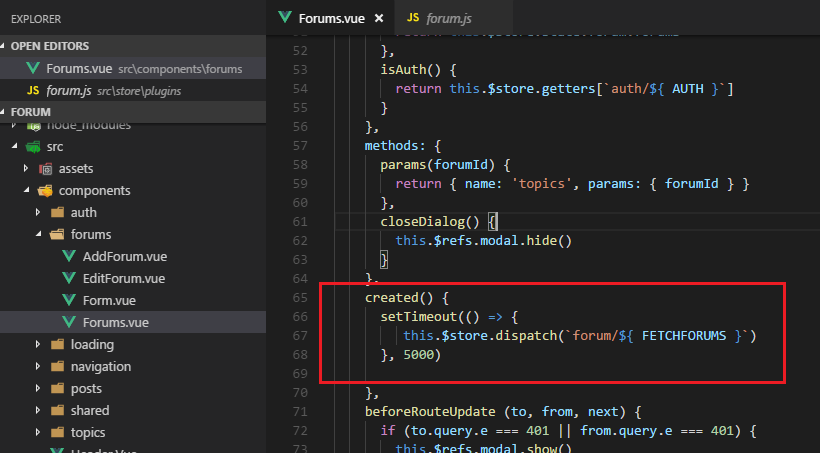 EXPLORER
OPEN EDITORS
Forums.vue src\components\forums
JS forum.js src\store\plugins
FORUM
node_modules
src
assets
components
auth
forums
AddForum.vue
EditForum.vue
Form.vue
Forums.vue
loading
navigation
posts
shared
topics
Header.Vue
Forums.vue × JS forum.js
52 },
53 isAuth() {
54 return this.$store.getters[`auth/${ AUTH }`]
55 }
56 },
57 methods: {
58 params(forumId) {
59 return { name: 'topics', params: { forumId } }
60 },
61 closeDialog() {
62 this.$refs.modal.hide()
63 }
64 },
65 created() {
66 setTimeout(() => {
67 this.$store.dispatch(`forum/${ FETCHFORUMS }`)
68 }, 5000)
69
70 },
71 beforeRouteUpdate (to, from, next) {
72 if (to.query.e === 401 || from.query.e === 401) {
73 this.$refs.modal.show()